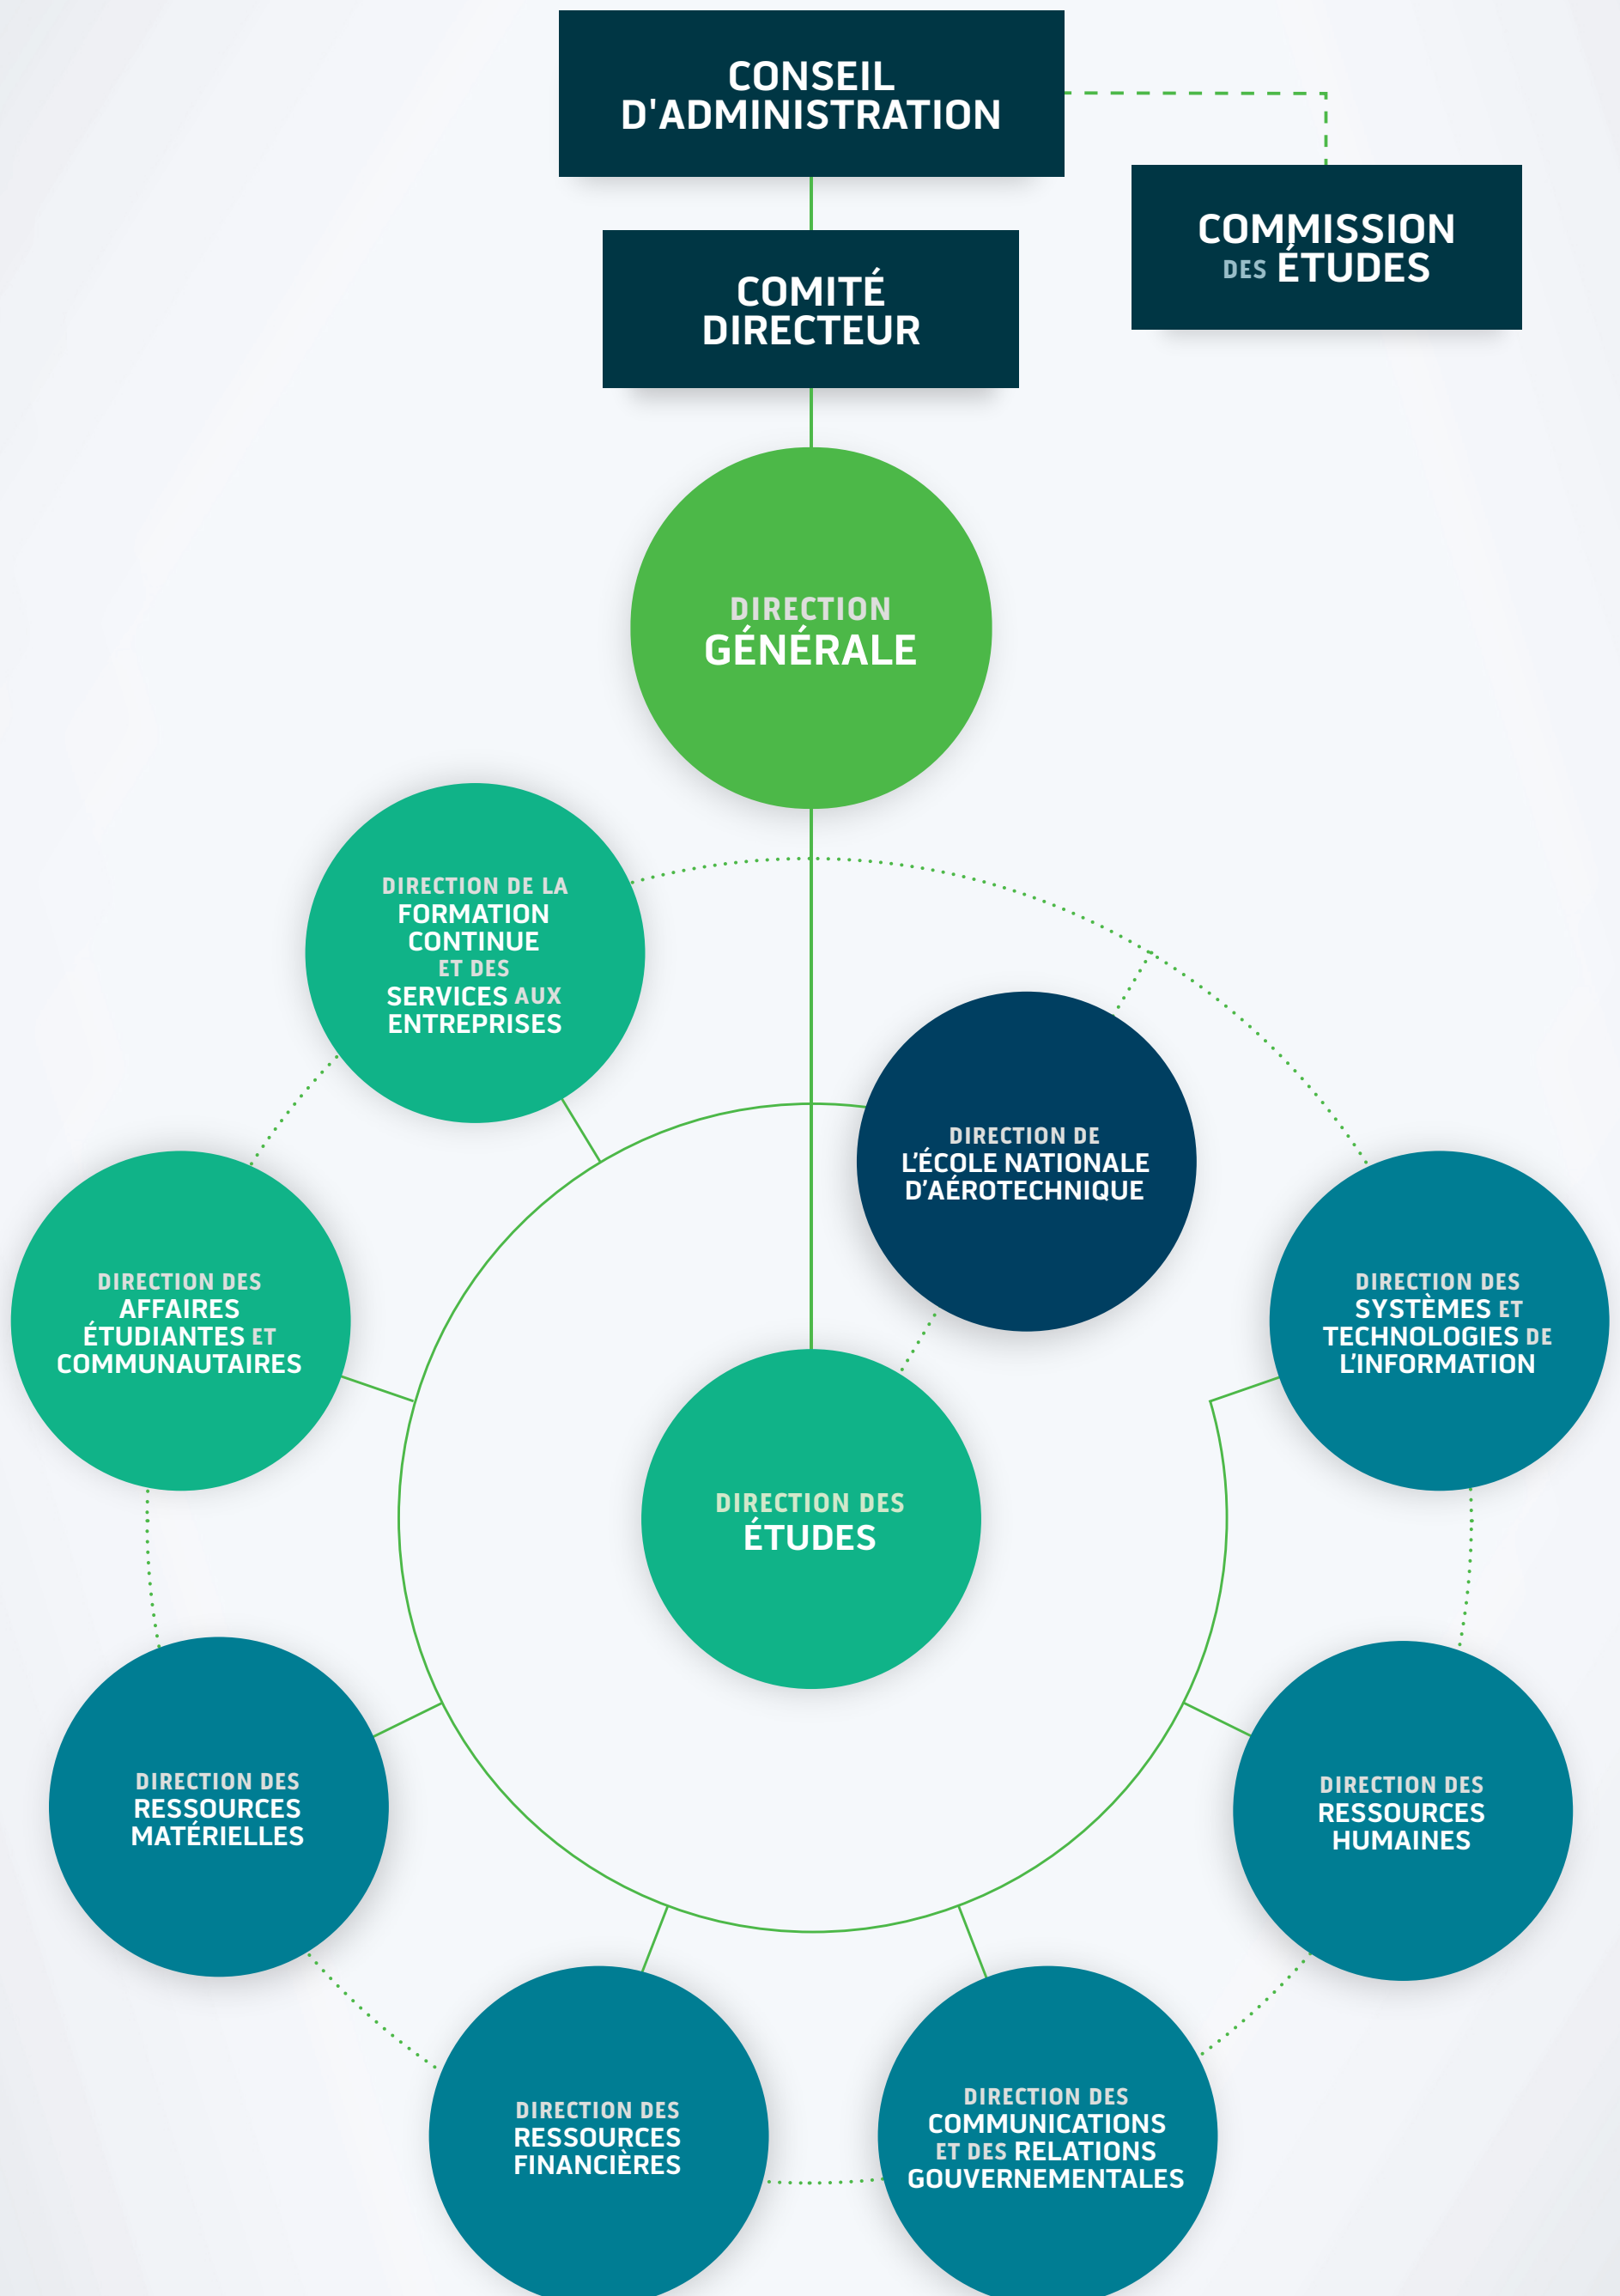 CONSEIL
D'ADMINISTRATION
COMMISSION
DES ÉTUDES
COMITÉ
DIRECTEUR
DIRECTION
GÉNÉRALE
DIRECTION DE LA
FORMATION
CONTINUE
ET DES
SERVICES AUX
ENTREPRISES
DIRECTION DE
L’ÉCOLE NATIONALE
D’AÉROTECHNIQUE
DIRECTION DES
AFFAIRES
ÉTUDIANTES ET
COMMUNAUTAIRES
DIRECTION DES
SYSTÈMES ET
TECHNOLOGIES DE
L’INFORMATION
DIRECTION DES
ÉTUDES
DIRECTION DES
RESSOURCES
MATÉRIELLES
DIRECTION DES
RESSOURCES
HUMAINES
DIRECTION DES
RESSOURCES
FINANCIÈRES
DIRECTION DES
COMMUNICATIONS
ET DES RELATIONS
GOUVERNEMENTALES